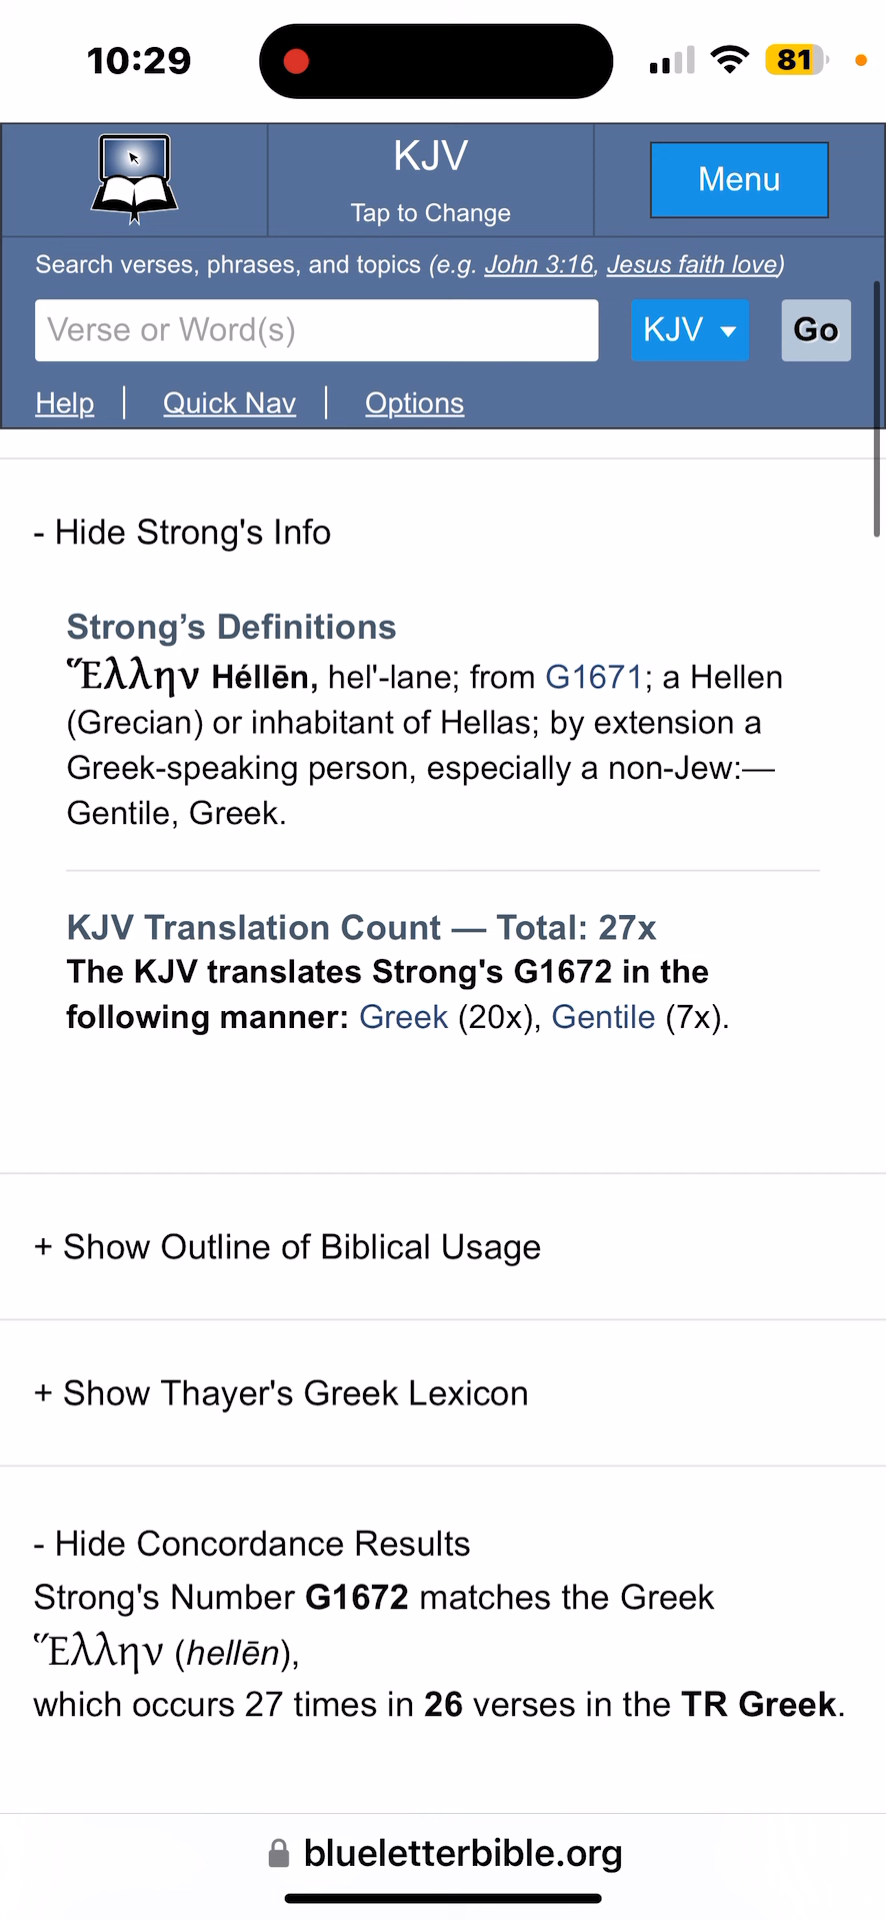 10:29
81
KJV
Tap to Change
Menu
Search verses, phrases, and topics (e.g. John 3:16, Jesus faith love)
Verse or Word(s)
KJV
Go
Help
Quick Nav
Options
- Hide Strong's Info
Strong’s Definitions
Ἕλλην Héllēn, hel'-lane; from G1671; a Hellen
(Grecian) or inhabitant of Hellas; by extension a
Greek-speaking person, especially a non-Jew:—
Gentile, Greek.
KJV Translation Count — Total: 27x
The KJV translates Strong's G1672 in the
following manner: Greek (20x), Gentile (7x).
+ Show Outline of Biblical Usage
+ Show Thayer's Greek Lexicon
- Hide Concordance Results
Strong's Number G1672 matches the Greek
Ἕλλην (hellēn),
which occurs 27 times in 26 verses in the TR Greek.
blueletterbible.org